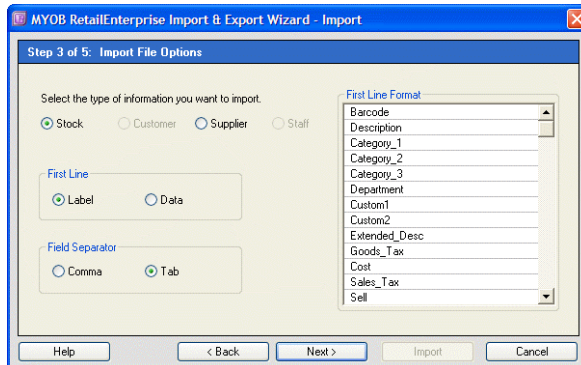 MYOB RetailEnterprise Import & Export Wizard - Import
Step 3 of 5: Import File Options
Select the type of information you want to import.
Stock Customer Supplier Staff
First Line
Label Data
Field Separator
Comma Tab
First Line Format
Barcode
Description
Category_1
Category_2
Category_3
Department
Custom1
Custom2
Extended_Desc
Goods_Tax
Cost
Sales_Tax
Sell
Help < Back Next > Import Cancel